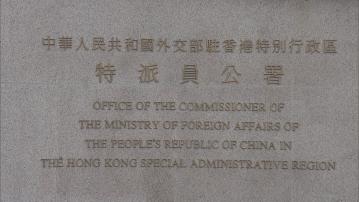 中華人民共和國外交部駐香港特別行政區
特派員公署
OFFICE OF THE COMMISSIONER OF
THE MINISTRY OF FOREIGN AFFAIRS OF
THE PEOPLE'S REPUBLIC OF CHINA IN
THE HONG KONG SPECIAL ADMINISTRATIVE REGION